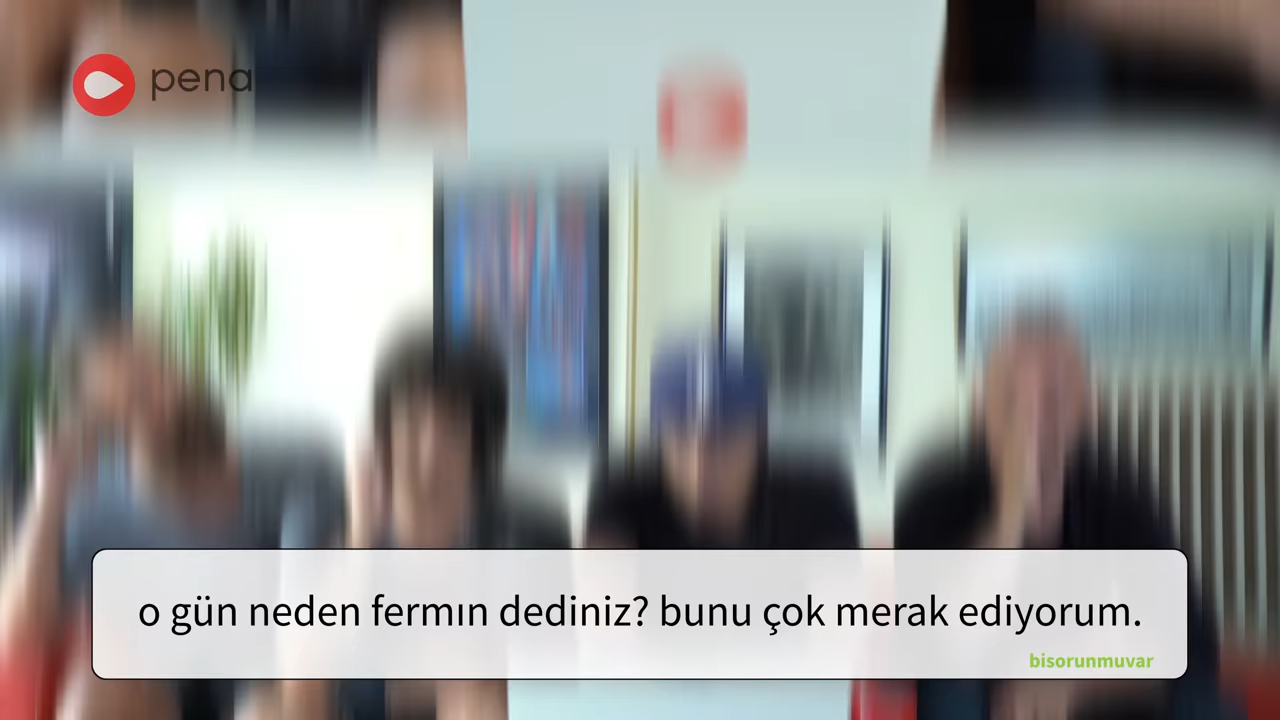 pena
o gün neden fermın dediniz? bunu çok merak ediyorum.
bisorunmuvar